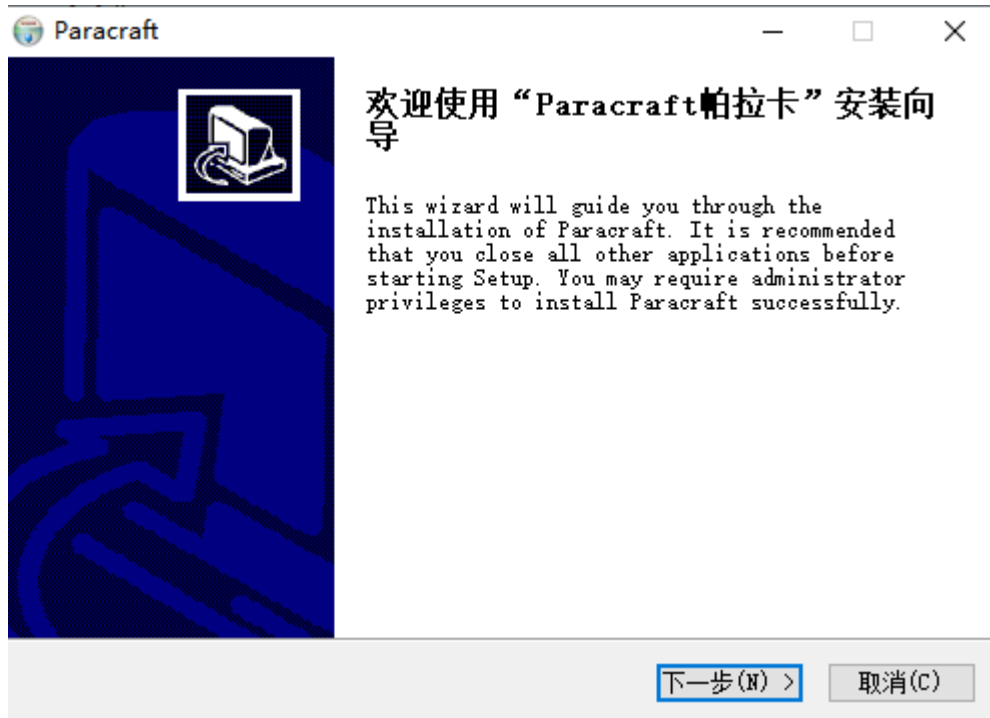 Paracraft
欢迎使用“Paracraft帕拉卡”安装向
导
This wizard will guide you through the
installation of Paracraft. It is recommended
that you close all other applications before
starting Setup. You may require administrator
privileges to install Paracraft successfully.
下一步(N) >
取消(C)